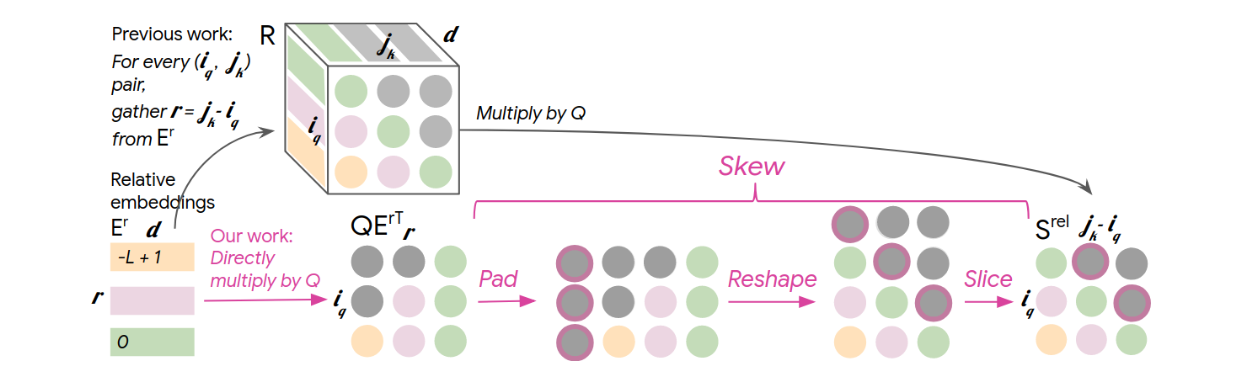 Previous work:
For every (i_q, j_k)
pair,
gather r = j_k - i_q
from E^r
R
j_k
d
i_q
Multiply by Q
Skew
Relative
embeddings
E^r d
-L + 1
r
0
Our work:
Directly
multiply by Q
QE^rT r
i_q
Pad
Reshape
Slice
S^rel j_k - i_q
i_q